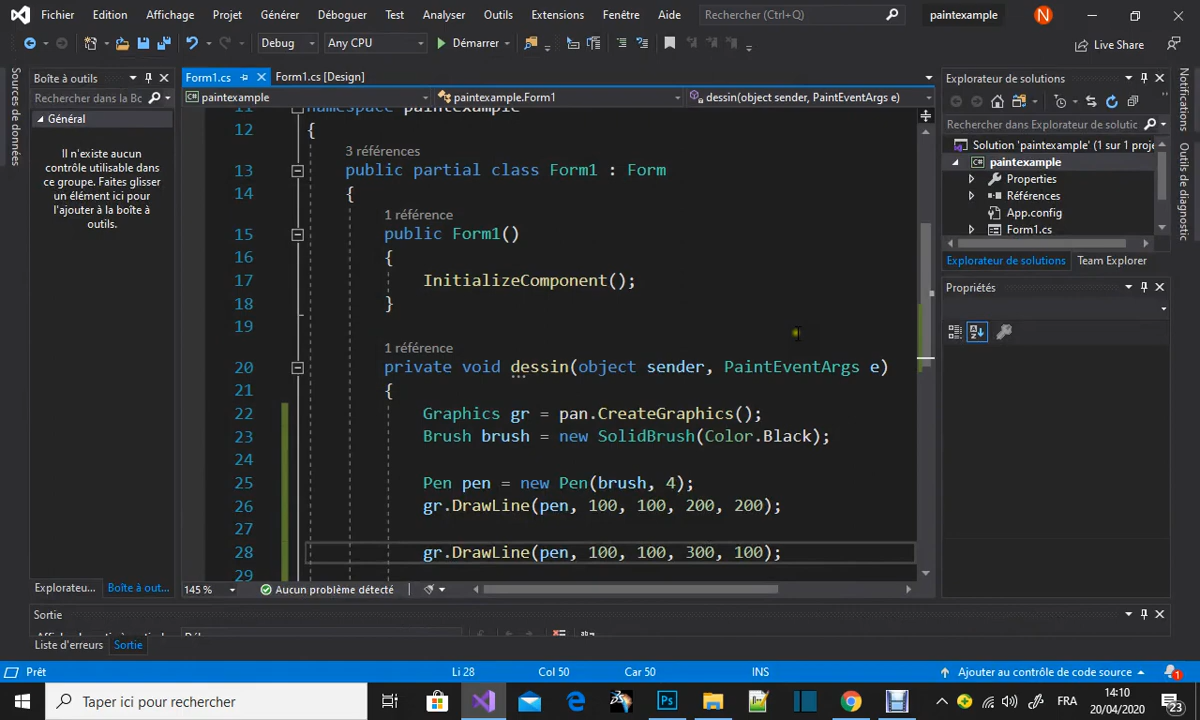 Fichier Edition Affichage Projet Générer Déboguer Test Analyser Outils Extensions Fenêtre Aide Rechercher (Ctrl+Q) paintexample N
Debug Any CPU Démarrer Live Share
Sources de données
Boîte à outils
Rechercher dans la Bc
Général
Il n'existe aucun
contrôle utilisable dans
ce groupe. Faites glisser
un élément ici pour
l'ajouter à la boîte à
outils.
Explorateu... Boîte à out...
Form1.cs Form1.cs [Design]
paintexample paintexample.Form1 dessin(object sender, PaintEventArgs e)
11 namespace paintexample
12 {
3 références
13 public partial class Form1 : Form
14 {
1 référence
15 public Form1()
16 {
17 InitializeComponent();
18 }
19
1 référence
20 private void dessin(object sender, PaintEventArgs e)
21 {
22 Graphics gr = pan.CreateGraphics();
23 Brush brush = new SolidBrush(Color.Black);
24
25 Pen pen = new Pen(brush, 4);
26 gr.DrawLine(pen, 100, 100, 200, 200);
27
28 gr.DrawLine(pen, 100, 100, 300, 100);
29
145 % Aucun problème détecté
Explorateur de solutions
Rechercher dans Explorateur de solutic
Solution 'paintexample' (1 sur 1 proje
paintexample
Properties
Références
App.config
Form1.cs
Explorateur de solutions Team Explorer
Propriétés
Notifications
Outils de diagnostic
Sortie
Liste d'erreurs Sortie
Prêt Li 28 Col 50 Car 50 INS Ajouter au contrôle de code source 1
Taper ici pour rechercher Ps FRA 14:10
20/04/2020 23